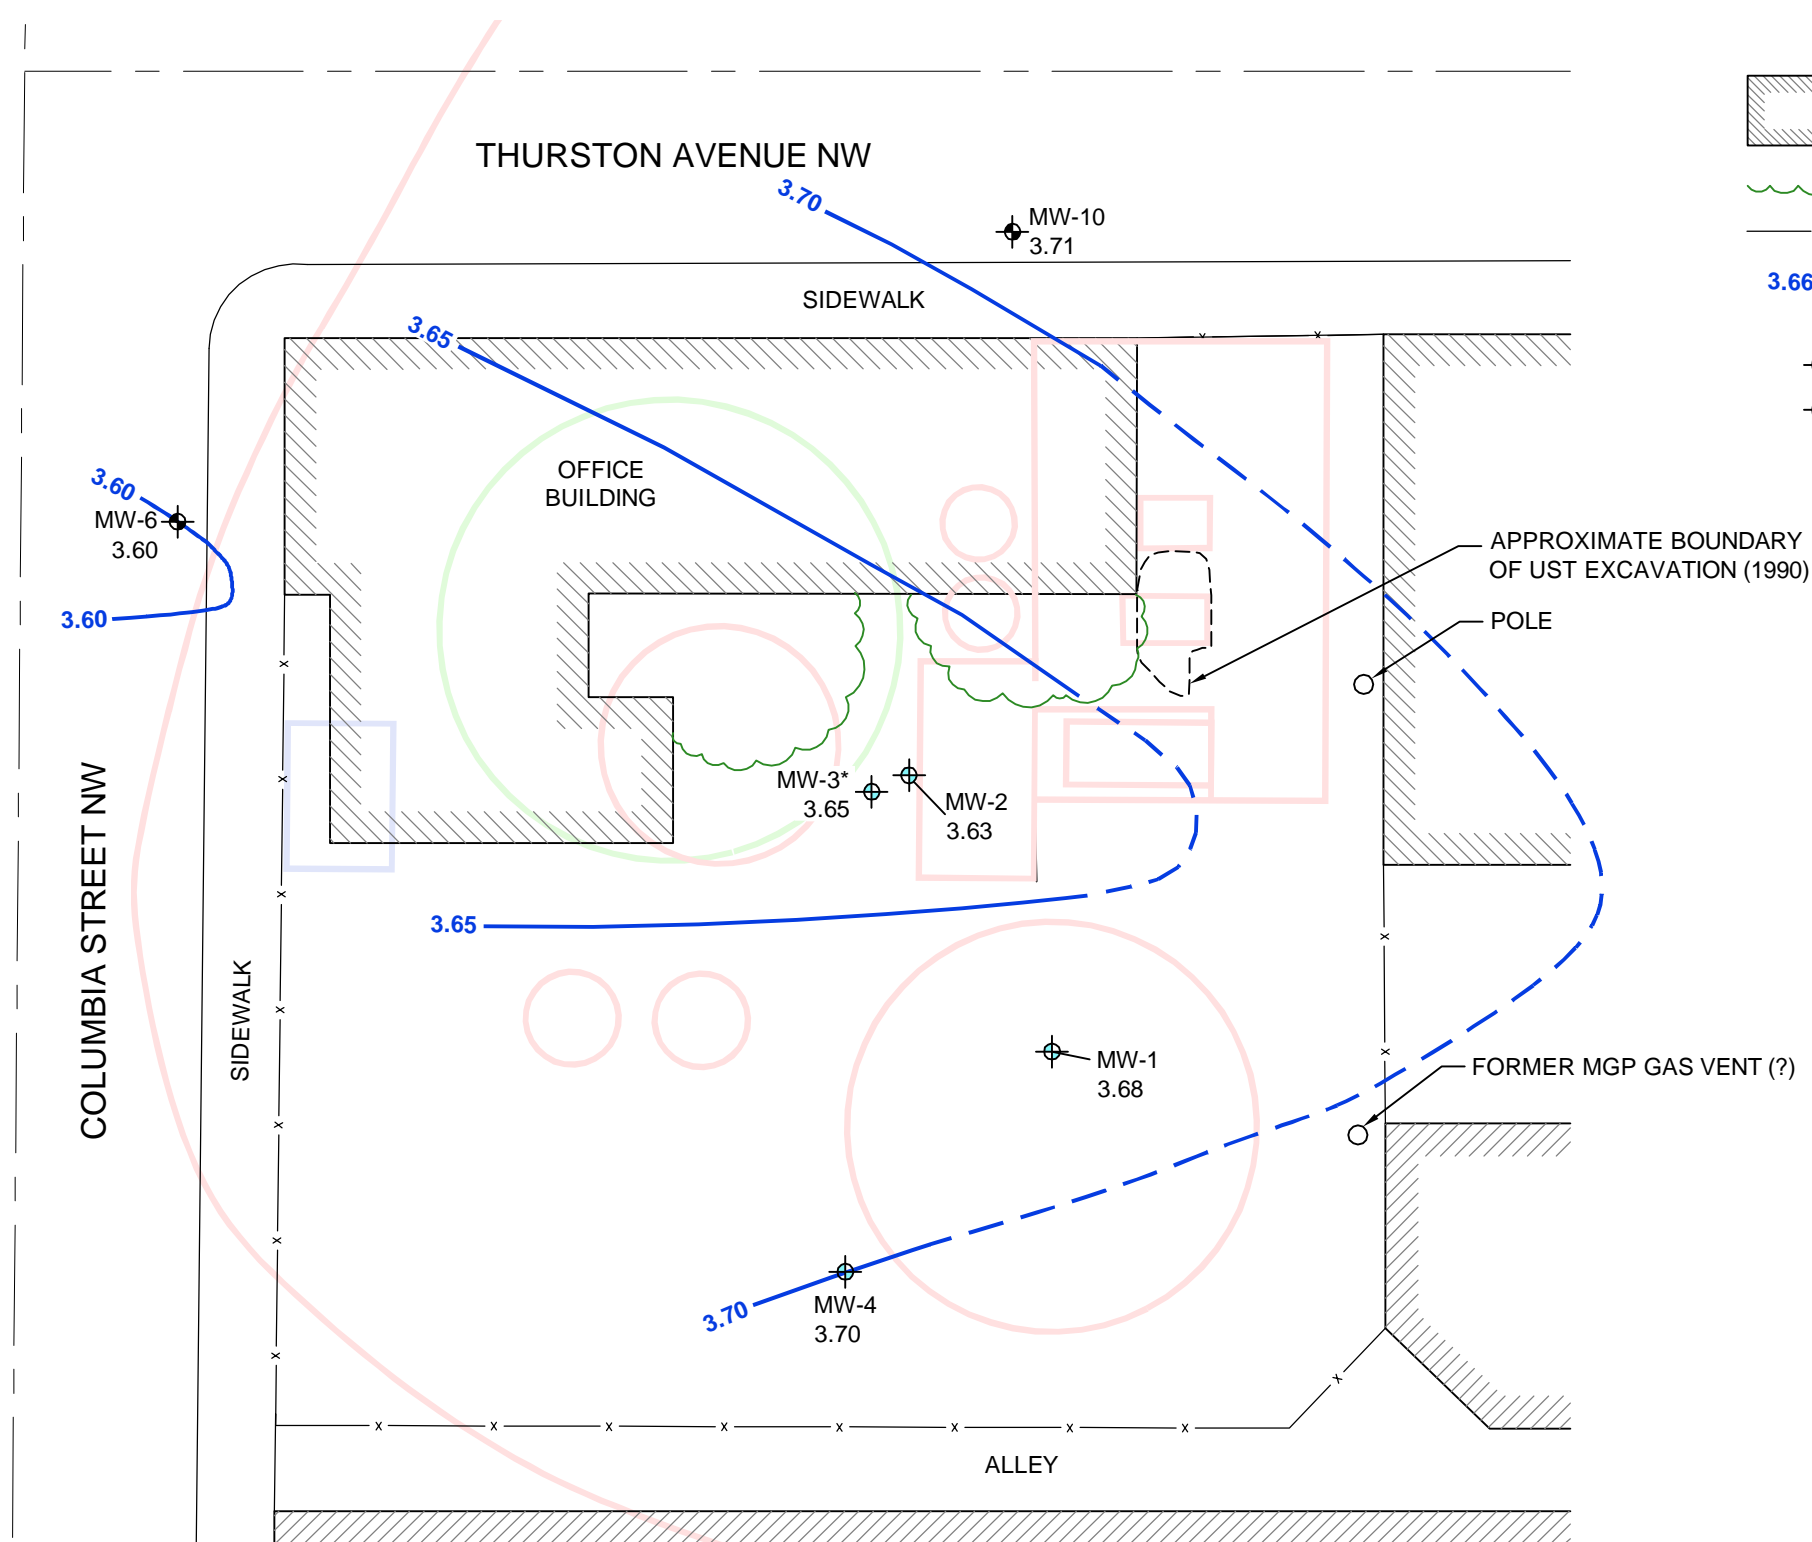 THURSTON AVENUE NW
3.70
MW-10
3.71
3.66
SIDEWALK
3.65
OFFICE
BUILDING
3.60
MW-6
3.60
3.60
APPROXIMATE BOUNDARY
OF UST EXCAVATION (1990)
POLE
MW-3*
3.65
MW-2
3.63
COLUMBIA STREET NW
SIDEWALK
3.65
MW-1
3.68
FORMER MGP GAS VENT (?)
3.70
MW-4
3.70
ALLEY